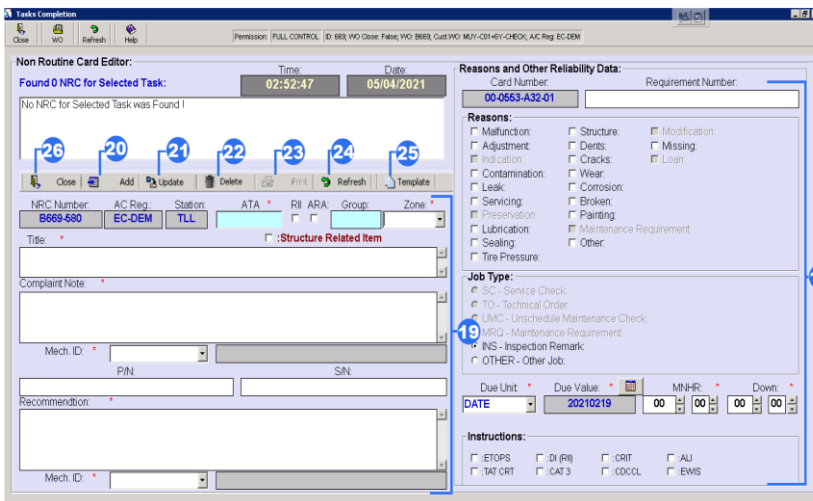 Tasks Completion
Close WO Refresh Help
Permission: FULL CONTROL ID: 669; WO Close: False; WO: B669; Cust WO: MUY-C01+6Y-CHECK; A/C Reg: EC-DEM
Non Routine Card Editor:
Time: Date:
Found 0 NRC for Selected Task: 02:52:47 05/04/2021
No NRC for Selected Task was Found !
26 20 21 22 23 24 25
Close Add Update Delete Print Refresh Template
NRC Number: AC Reg.: Station: ATA * RII ARA: Group: Zone: *
B669-580 EC-DEM TLL
Title: * :Structure Related Item
Complaint Note: *
Mech. ID: *
P/N: S/N:
Recommendtion: *
Mech. ID: *
19
Reasons and Other Reliability Data:
Card Number: Requirement Number:
00-0553-A32-01
Reasons:
Malfunction: Structure: Modification:
Adjustment: Dents: Missing:
Indication: Cracks: Loan:
Contamination: Wear:
Leak: Corrosion:
Servicing: Broken:
Preservation: Painting:
Lubrication: Maintenance Requirement:
Sealing: Other:
Tire Pressure:
Job Type:
SC - Service Check:
TO - Technical Order:
UMC - Unschedule Maintenance Check:
MRQ - Maintenance Requirement:
INS - Inspection Remark:
OTHER - Other Job:
Due Unit: * Due Value: * MNHR: * Down: *
DATE 20210219 00 00 00 00
Instructions:
:ETOPS :DI (RII) :CRIT :ALI
:TAT CRT :CAT 3 :CDCCL :EWIS